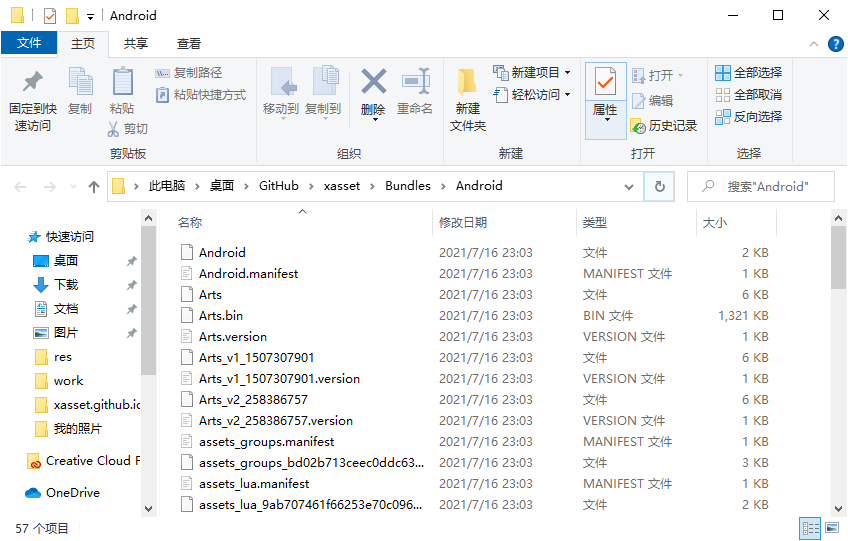 Android
文件 主页 共享 查看
固定到快速访问
复制
粘贴
复制路径
粘贴快捷方式
剪切
剪贴板
移动到
复制到
删除
重命名
组织
新建文件夹
新建项目
轻松访问
新建
属性
打开
编辑
历史记录
打开
全部选择
全部取消
反向选择
选择
此电脑 桌面 GitHub xasset Bundles Android
搜索"Android"
快速访问
桌面
下载
文档
图片
res
work
xasset.github.ic
我的照片
Creative Cloud F
OneDrive
名称 修改日期 类型 大小
Android 2021/7/16 23:03 文件 2 KB
Android.manifest 2021/7/16 23:03 MANIFEST 文件 1 KB
Arts 2021/7/16 23:03 文件 6 KB
Arts.bin 2021/7/16 23:03 BIN 文件 1,321 KB
Arts.version 2021/7/16 23:03 VERSION 文件 1 KB
Arts_v1_1507307901 2021/7/16 23:03 文件 6 KB
Arts_v1_1507307901.version 2021/7/16 23:03 VERSION 文件 1 KB
Arts_v2_258386757 2021/7/16 23:03 文件 6 KB
Arts_v2_258386757.version 2021/7/16 23:03 VERSION 文件 1 KB
assets_groups.manifest 2021/7/16 23:03 MANIFEST 文件 1 KB
assets_groups_bd02b713ceec0ddc63... 2021/7/16 23:03 文件 3 KB
assets_lua.manifest 2021/7/16 23:03 MANIFEST 文件 1 KB
assets_lua_9ab707461f66253e70c096... 2021/7/16 23:03 文件 2 KB
57 个项目